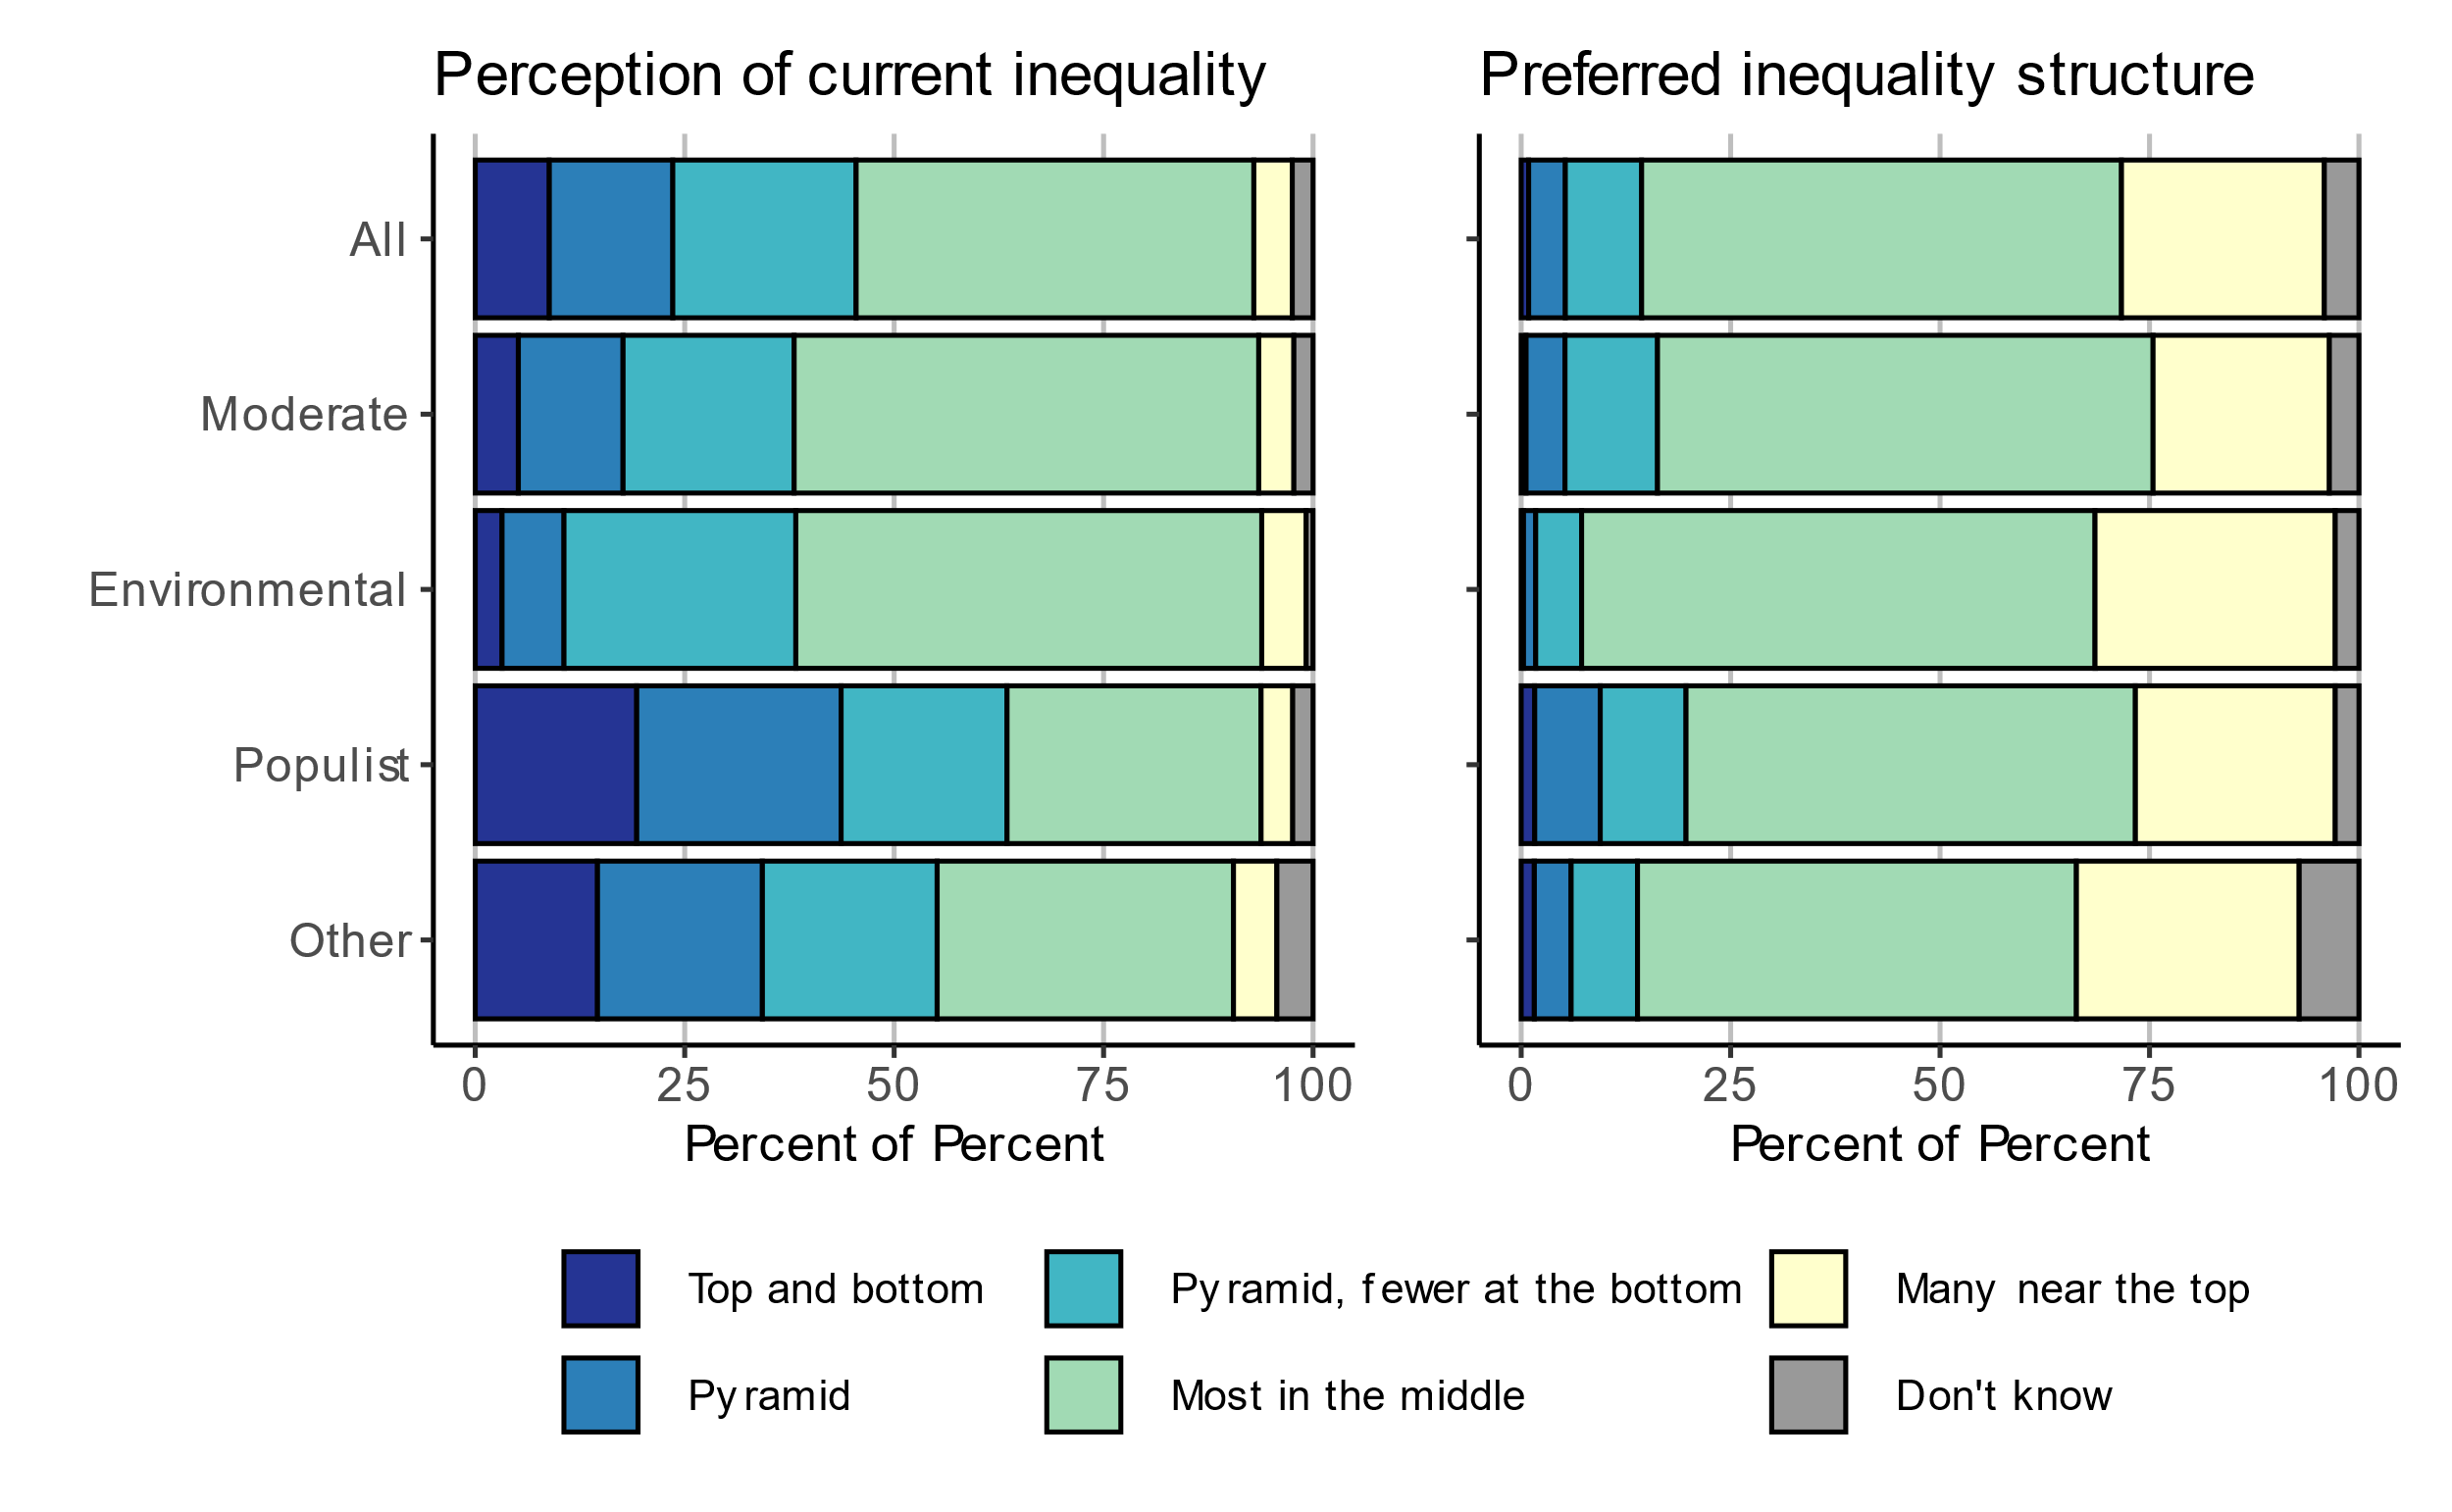 Perception of current inequality
Preferred inequality structure
All
Moderate
Environmental
Populist
Other
0 25 50 75 100
0 25 50 75 100
Percent of Percent
Percent of Percent
Top and bottom
Pyramid, fewer at the bottom
Many near the top
Pyramid
Most in the middle
Don't know